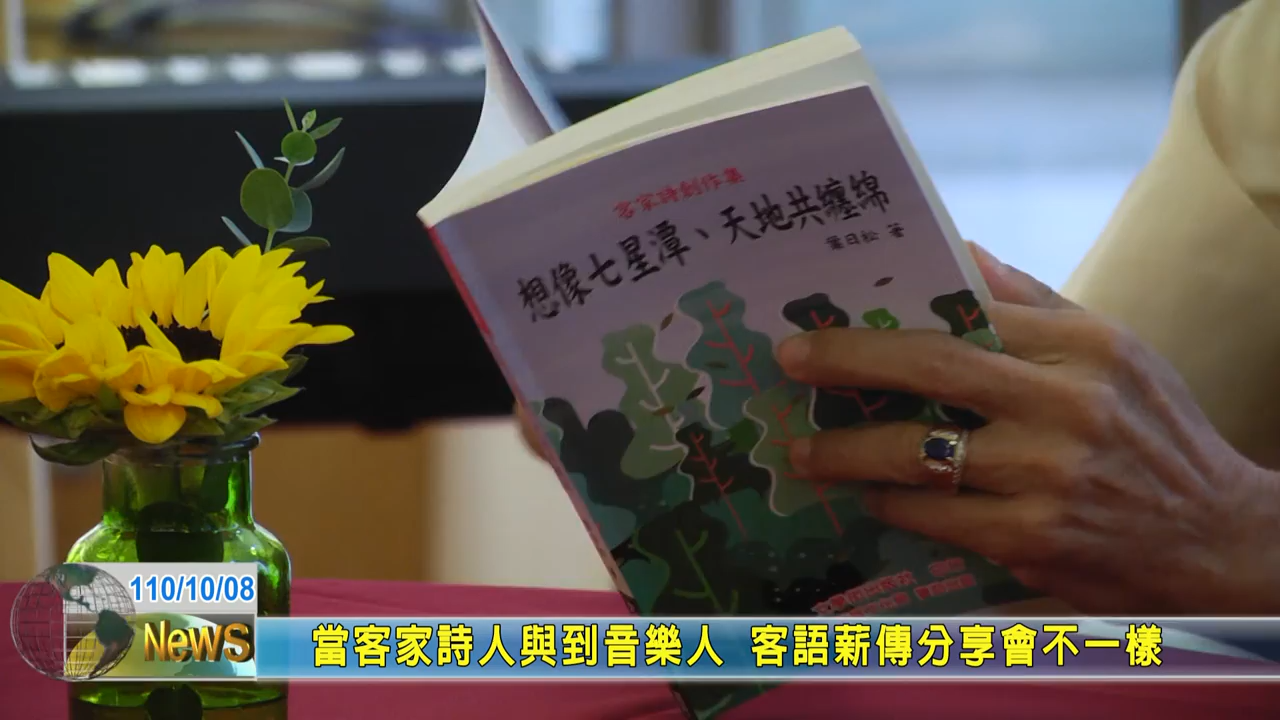 客家詩創作集
想像七星潭、天地共纏綿
葉日松 著
110/10/08
NewS
當客家詩人與到音樂人 客語薪傳分享會不一樣